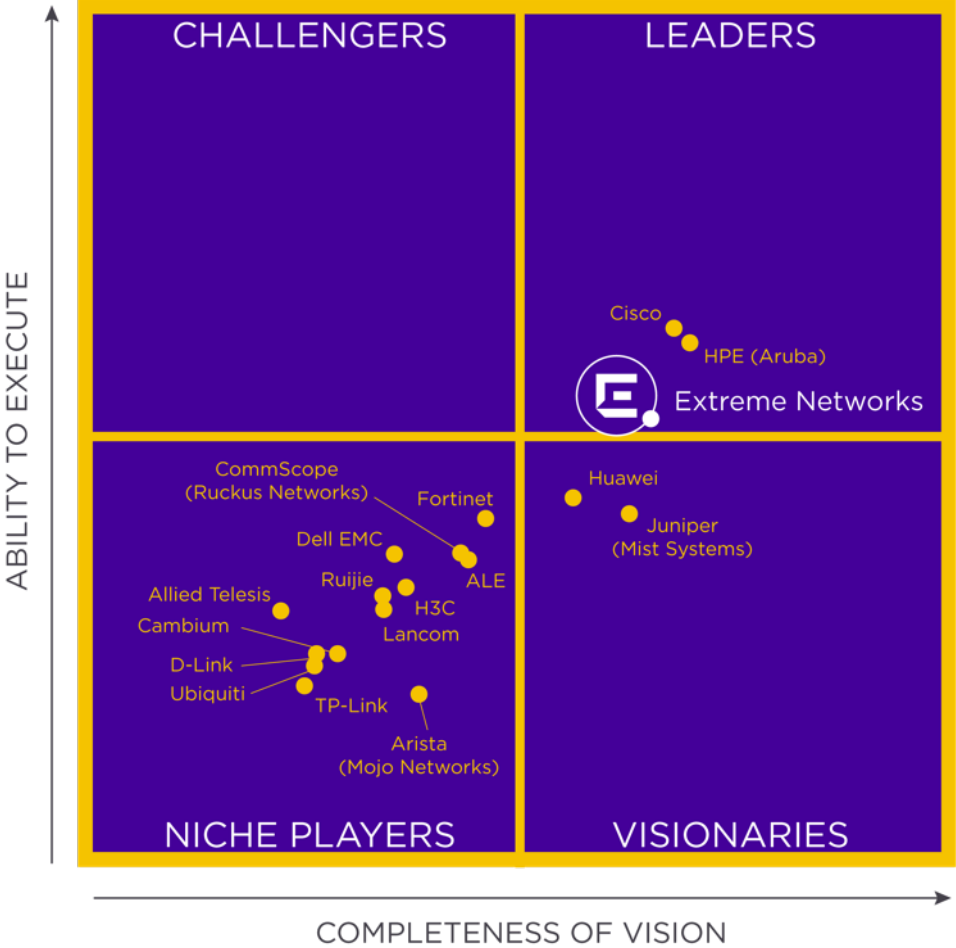 CHALLENGERS
LEADERS
ABILITY TO EXECUTE
Cisco
HPE (Aruba)
E
Extreme Networks
CommScope
(Ruckus Networks)
Fortinet
Huawei
Juniper
(Mist Systems)
Dell EMC
ALE
Ruijie
H3C
Allied Telesis
Lancom
Cambium
D-Link
Ubiquiti
TP-Link
Arista
(Mojo Networks)
NICHE PLAYERS
VISIONARIES
COMPLETENESS OF VISION